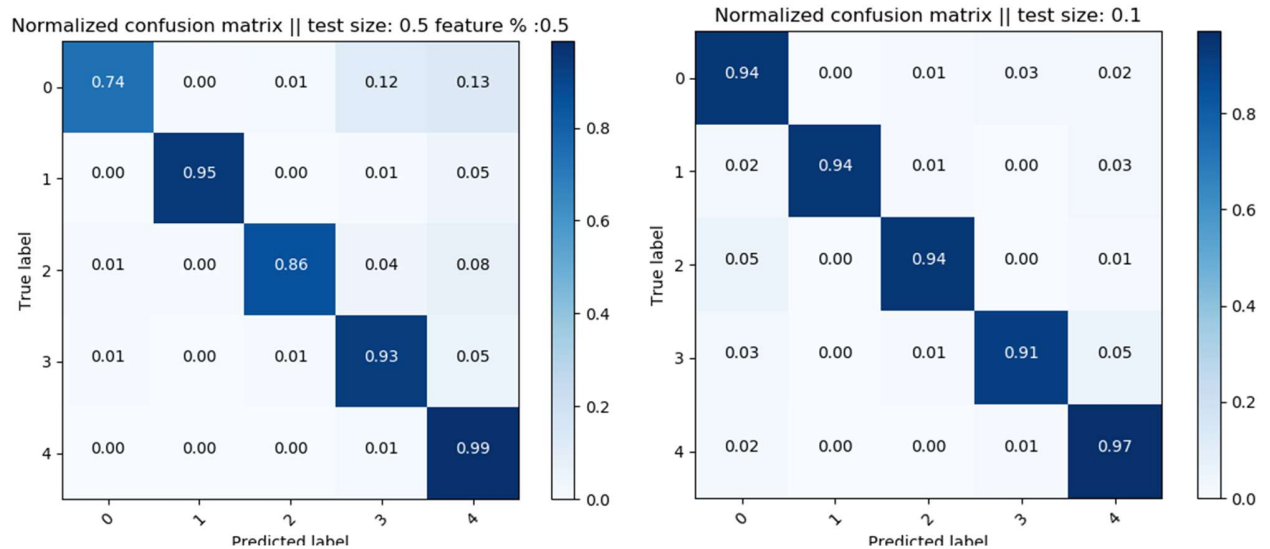 Normalized confusion matrix || test size: 0.5 feature % :0.5
0 0.74 0.00 0.01 0.12 0.13
0.8
1 0.00 0.95 0.00 0.01 0.05
0.6
True label
2 0.01 0.00 0.86 0.04 0.08
0.4
3 0.01 0.00 0.01 0.93 0.05
0.2
4 0.00 0.00 0.00 0.01 0.99
0.0
0 1 2 3 4
Predicted label
Normalized confusion matrix || test size: 0.1
0 0.94 0.00 0.01 0.03 0.02
0.8
1 0.02 0.94 0.01 0.00 0.03
0.6
True label
2 0.05 0.00 0.94 0.00 0.01
0.4
3 0.03 0.00 0.01 0.91 0.05
0.2
4 0.02 0.00 0.00 0.01 0.97
0.0
0 1 2 3 4
Predicted label